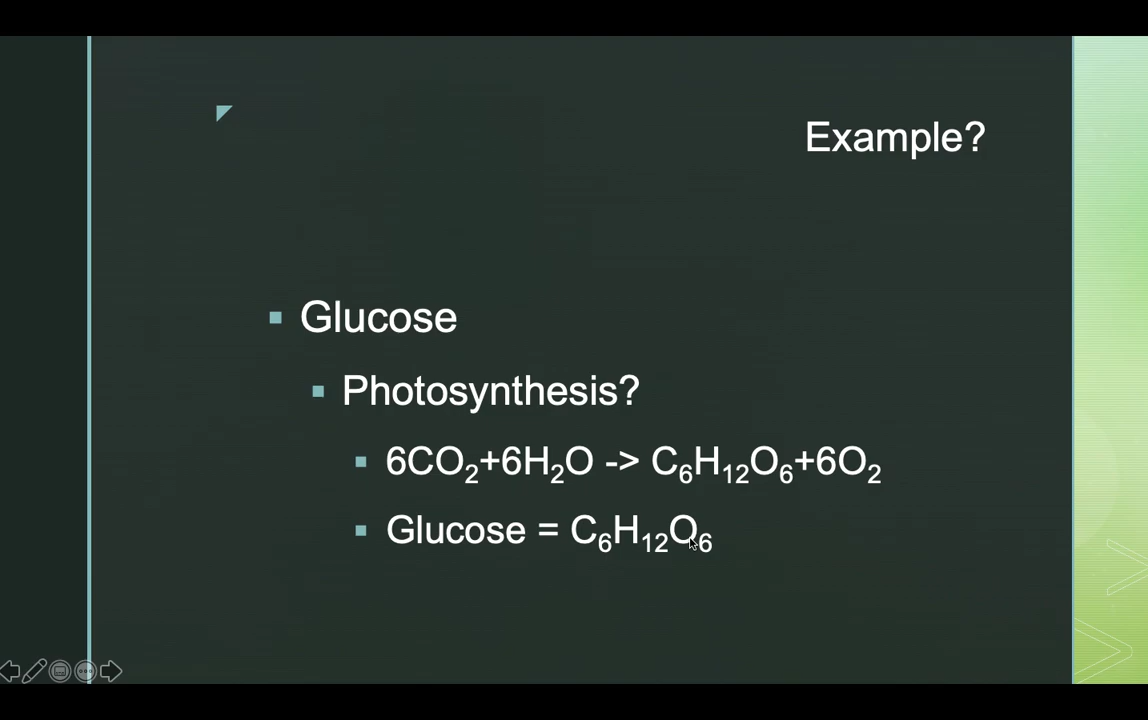 Example?
Glucose
Photosynthesis?
6CO₂+6H₂O -> C₆H₁₂O₆+6O₂
Glucose = C₆H₁₂O₆